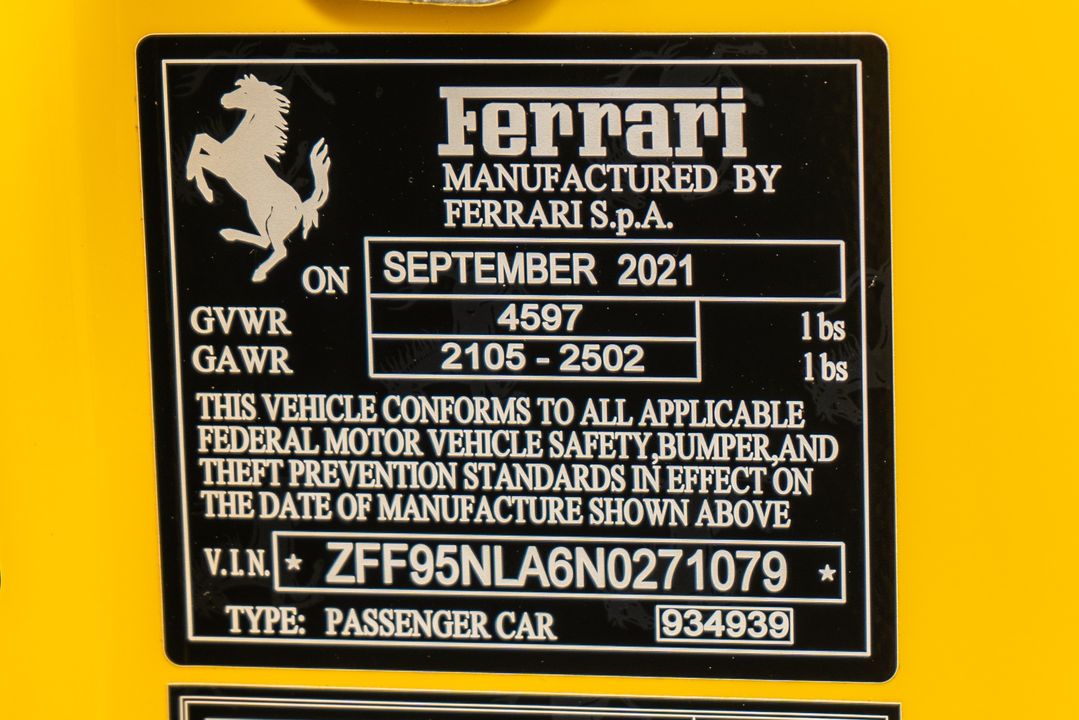 Ferrari
MANUFACTURED BY
FERRARI S.p.A.
ON SEPTEMBER 2021
GVWR 4597 lbs
GAWR 2105 - 2502 lbs
THIS VEHICLE CONFORMS TO ALL APPLICABLE
FEDERAL MOTOR VEHICLE SAFETY,BUMPER,AND
THEFT PREVENTION STANDARDS IN EFFECT ON
THE DATE OF MANUFACTURE SHOWN ABOVE
V.I.N. * ZFF95NLA6N0271079 *
TYPE: PASSENGER CAR 934939